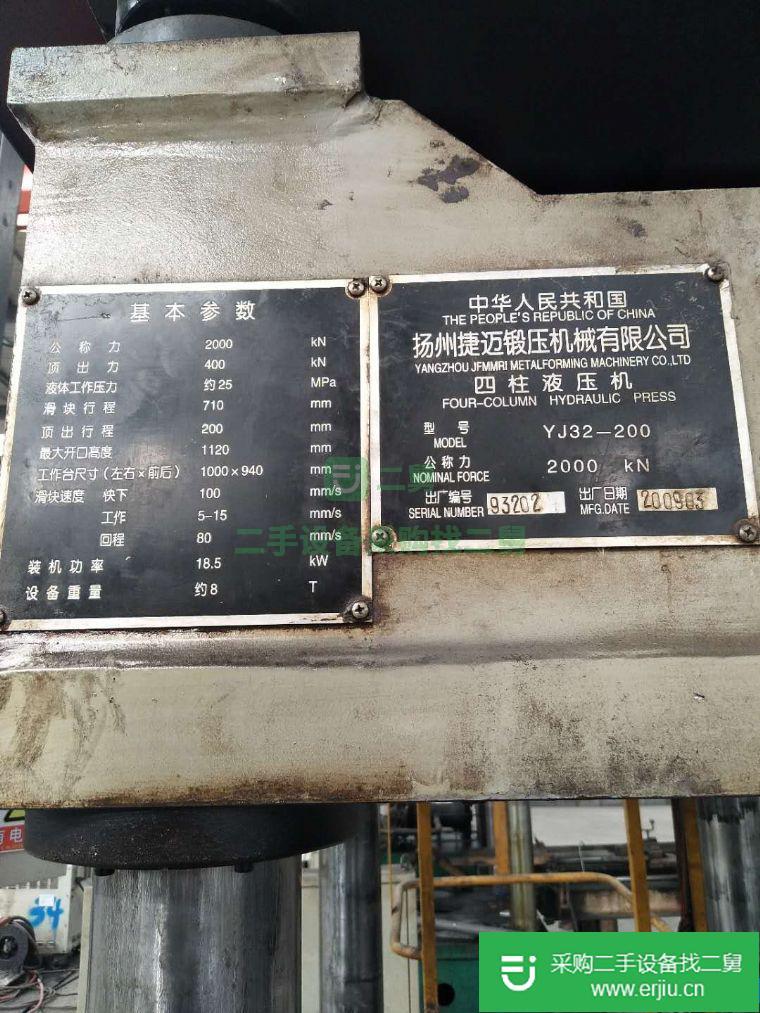 基本参数
公称力 2000 kN
顶出力 400 kN
液体工作压力 约25 MPa
滑块行程 710 mm
顶出行程 200 mm
最大开口高度 1120 mm
工作台尺寸（左右×前后） 1000×940 mm
滑块速度 快下 100 mm/s
工作 5-15 mm/s
回程 80 mm/s
装机功率 18.5 kW
设备重量 约8 T
中华人民共和国
THE PEOPLE'S REPUBLIC OF CHINA
扬州捷迈锻压机械有限公司
YANGZHOU JFMMRI METALFORMING MACHINERY CO.,LTD
四柱液压机
FOUR-COLUMN HYDRAULIC PRESS
型号 YJ32-200
MODEL
公称力 2000 kN
NOMINAL FORCE
出厂编号 93202 出厂日期 200903
SERIAL NUMBER MFG.DATE
二舅
二手设备采购找二舅
电
54
采购二手设备找二舅
www.erjiu.cn